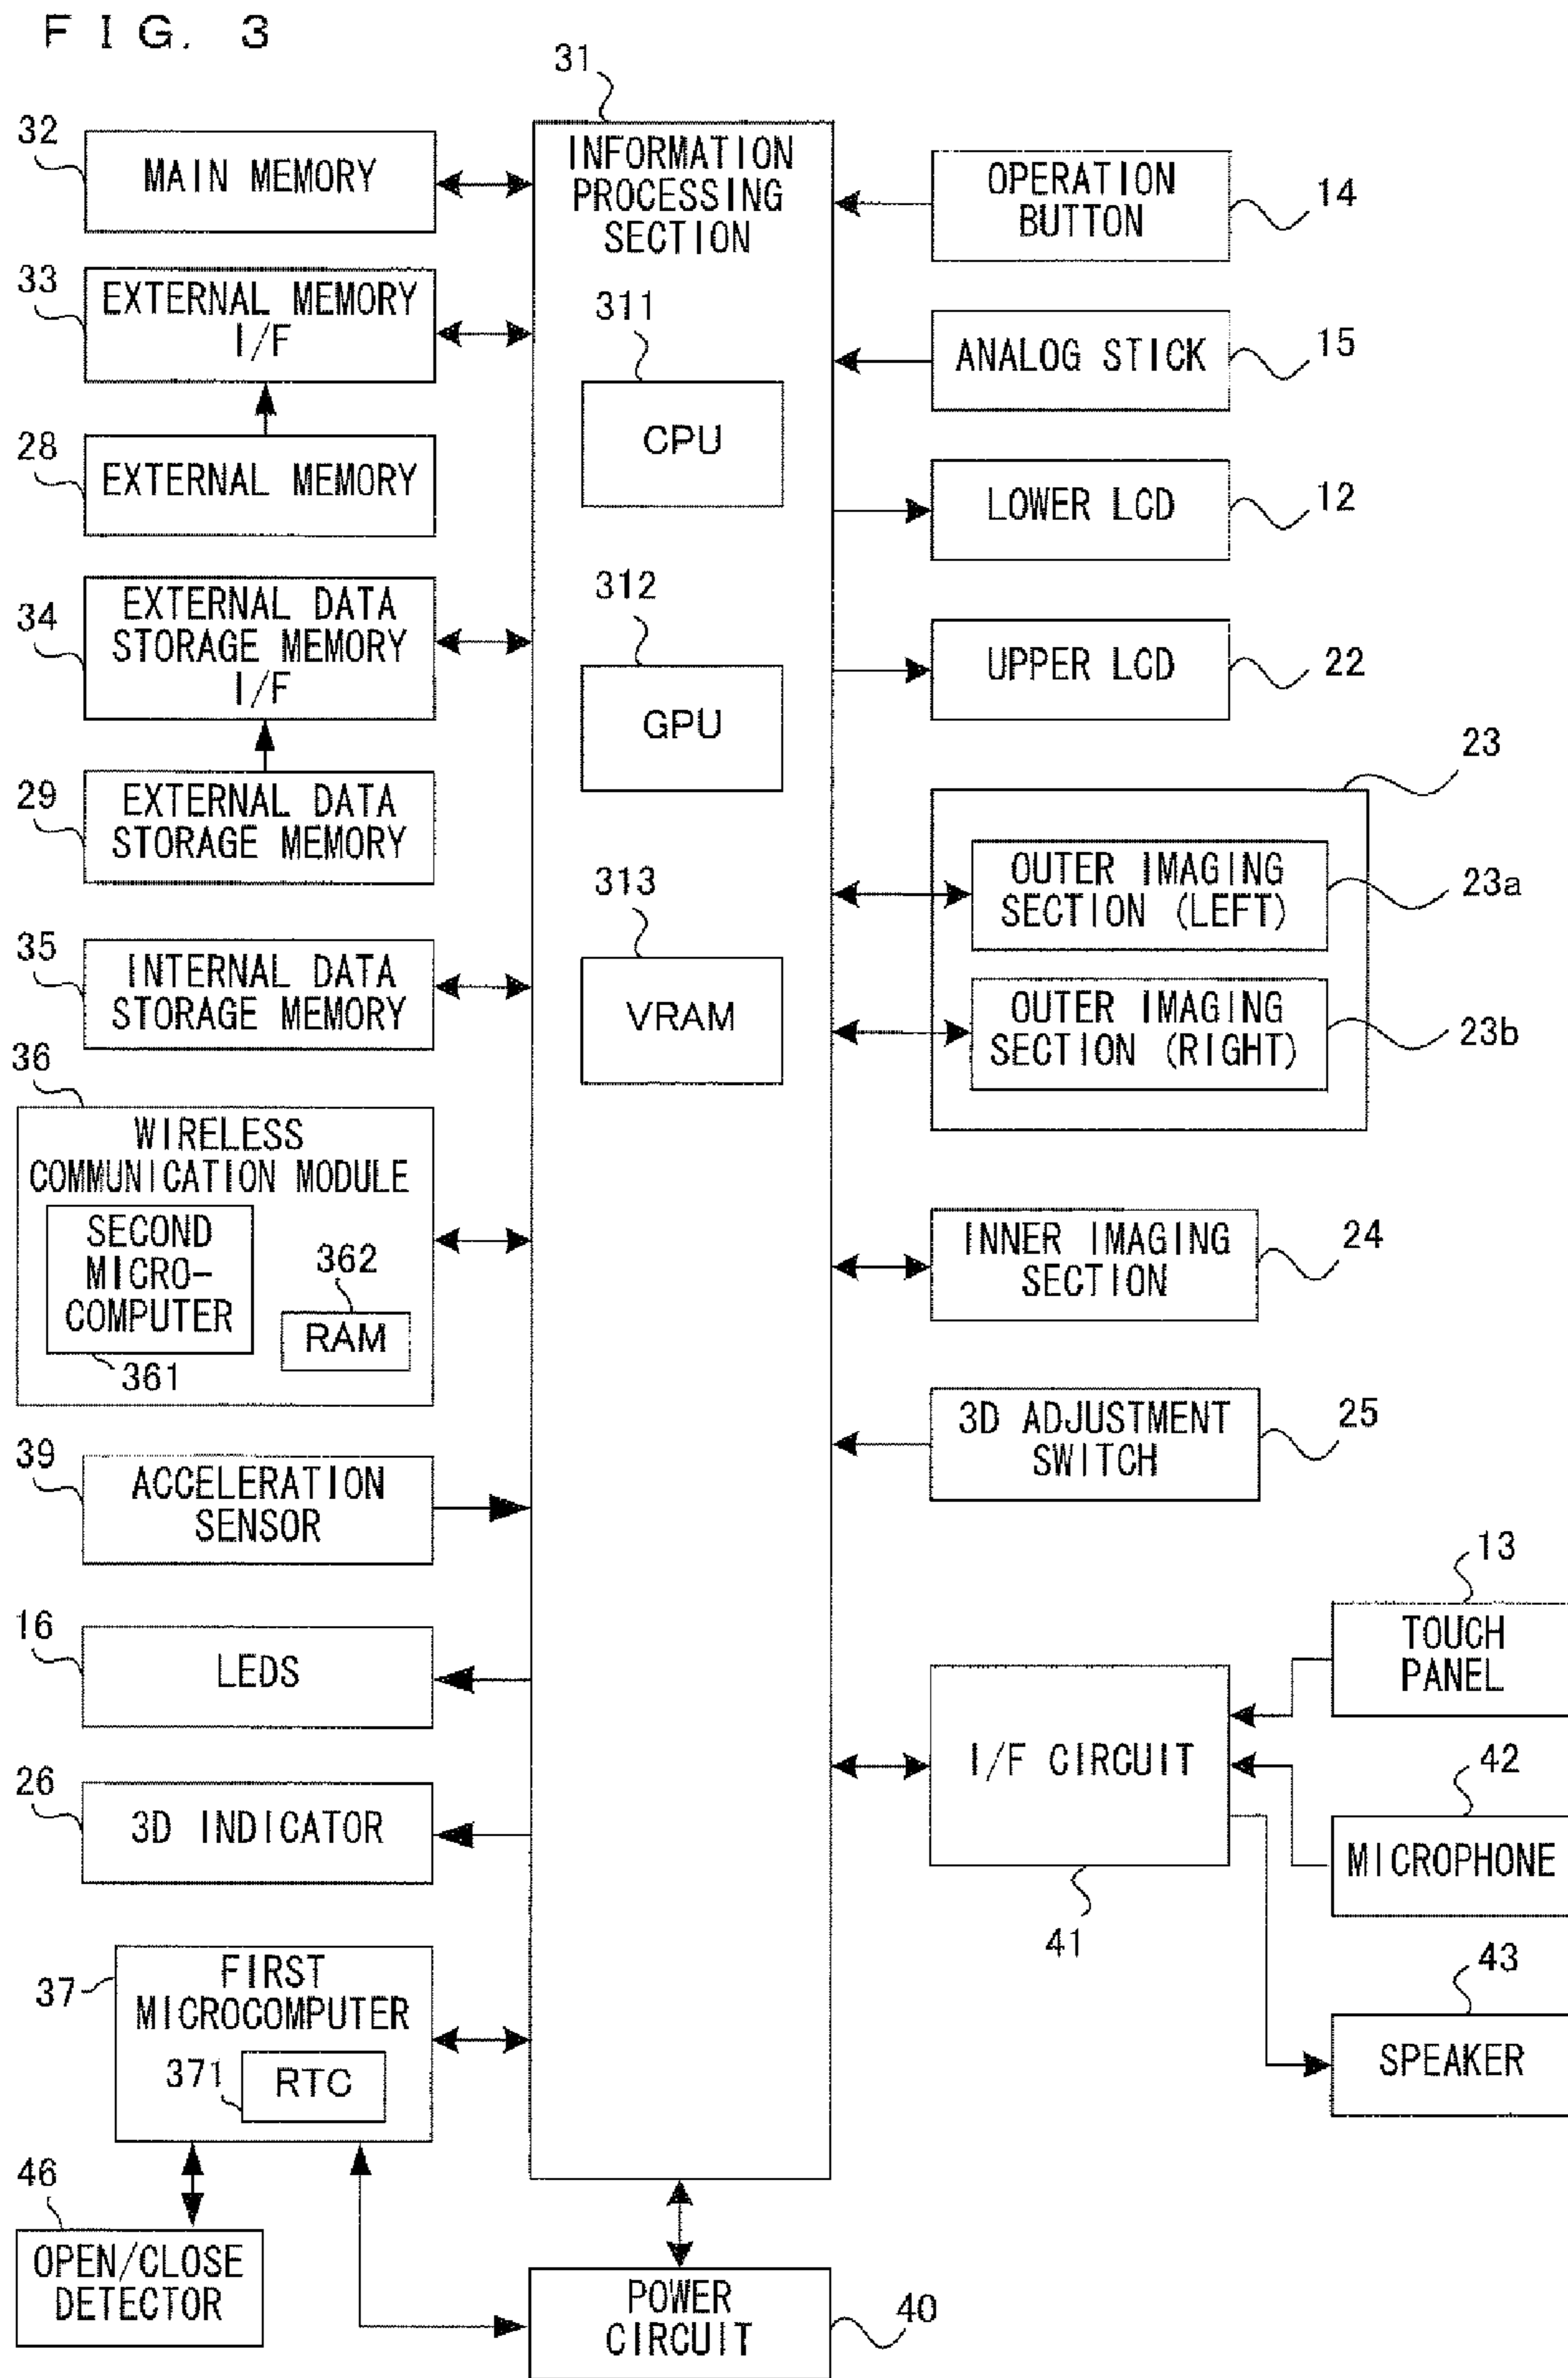 FIG. 3
31
INFORMATION
PROCESSING
SECTION
311
CPU
312
GPU
313
VRAM
32
MAIN MEMORY
33
EXTERNAL MEMORY
I/F
28
EXTERNAL MEMORY
34
EXTERNAL DATA
STORAGE MEMORY
I/F
29
EXTERNAL DATA
STORAGE MEMORY
35
INTERNAL DATA
STORAGE MEMORY
36
WIRELESS
COMMUNICATION MODULE
SECOND
MICRO-
COMPUTER
361
362
RAM
39
ACCELERATION
SENSOR
16
LEDS
26
3D INDICATOR
37
FIRST
MICROCOMPUTER
371
RTC
46
OPEN/CLOSE
DETECTOR
POWER
CIRCUIT
40
OPERATION
BUTTON
14
ANALOG STICK
15
LOWER LCD
12
UPPER LCD
22
23
OUTER IMAGING
SECTION (LEFT)
23a
OUTER IMAGING
SECTION (RIGHT)
23b
INNER IMAGING
SECTION
24
3D ADJUSTMENT
SWITCH
25
13
TOUCH
PANEL
I/F CIRCUIT
41
42
MICROPHONE
43
SPEAKER